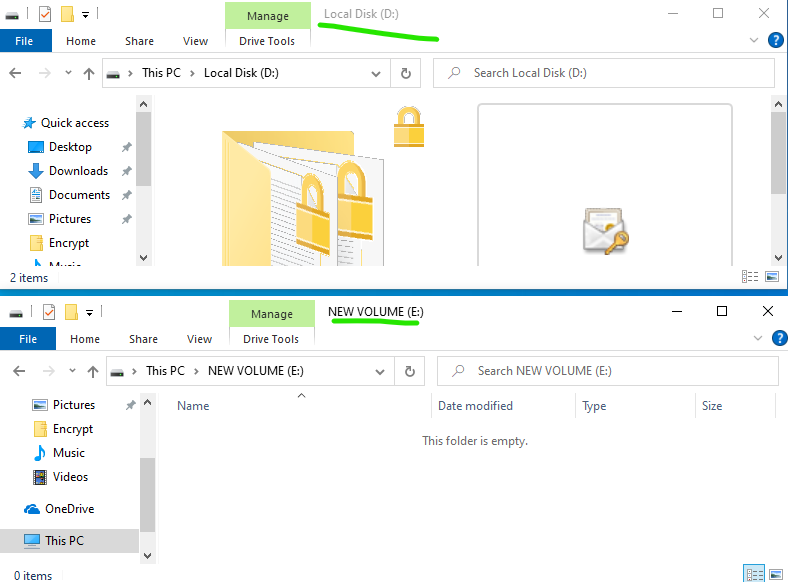 Manage Local Disk (D:)
File Home Share View Drive Tools
This PC Local Disk (D:) Search Local Disk (D:)
Quick access
Desktop
Downloads
Documents
Pictures
Encrypt
Music
2 items
Manage NEW VOLUME (E:)
File Home Share View Drive Tools
This PC NEW VOLUME (E:) Search NEW VOLUME (E:)
Pictures Name Date modified Type Size
Encrypt
This folder is empty.
Music
Videos
OneDrive
This PC
0 items